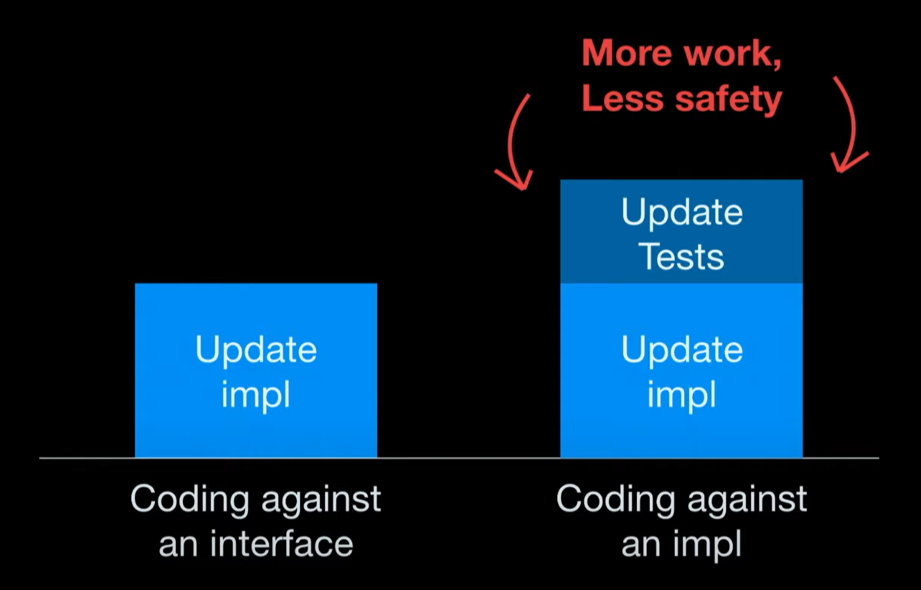 More work,
Less safety
Update
Tests
Update
impl
Update
impl
Coding against
an interface
Coding against
an impl